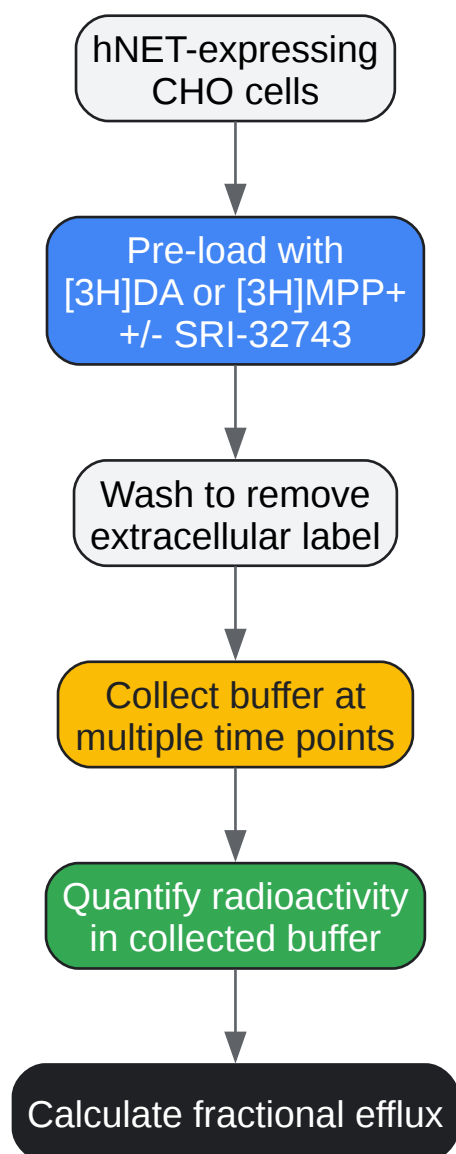 hNET-expressing
CHO cells
Pre-load with
[3H]DA or [3H]MPP+
+/- SRI-32743
Wash to remove
extracellular label
Collect buffer at
multiple time points
Quantify radioactivity
in collected buffer
Calculate fractional efflux